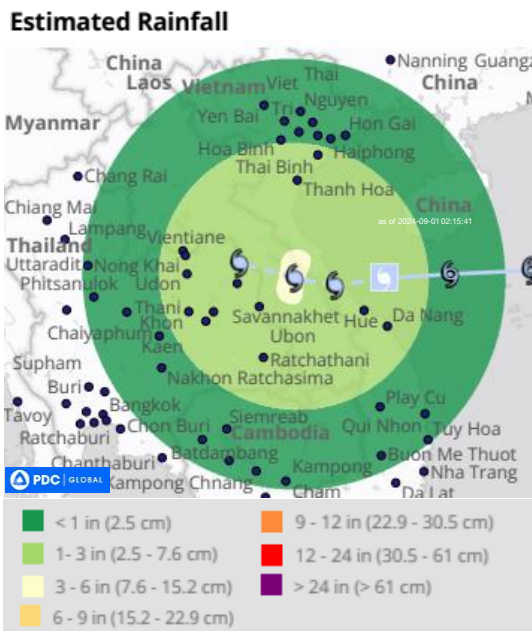 Estimated Rainfall
China
Nanning Guangz
Laos
Vietnam
Viet
Thai
China
Tri
Nguyen
Myanmar
Yen Bai
Hon Gai
Hoa Binh
Haiphong
Thai Binh
Chang Rai
Thanh Hoa
Chiang Mai
China
as of 2024-09-01 02:15:41
Lampang
Thailand
Vientiane
Uttaradit
Nong Khai
Phitsanulok
Udon
Thani
Savannakhet
Hue
Da Nang
Chaiyaphum
Khon
Ubon
Kaen
Ratchathani
Supham
Nakhon Ratchasima
Buri
Play Cu
Tavoy
Bangkok
Siemreab
Qui Nhon
Tuy Hoa
Ratchaburi
Chon Buri
Cambodia
Chanthaburi
Batdambang
Buon Me Thuot
Kampong
Nha Trang
PDC GLOBAL
Kampong Chnang
Cham
Da Lat
< 1 in (2.5 cm)
1- 3 in (2.5 - 7.6 cm)
3 - 6 in (7.6 - 15.2 cm)
6 - 9 in (15.2 - 22.9 cm)
9 - 12 in (22.9 - 30.5 cm)
12 - 24 in (30.5 - 61 cm)
> 24 in (> 61 cm)